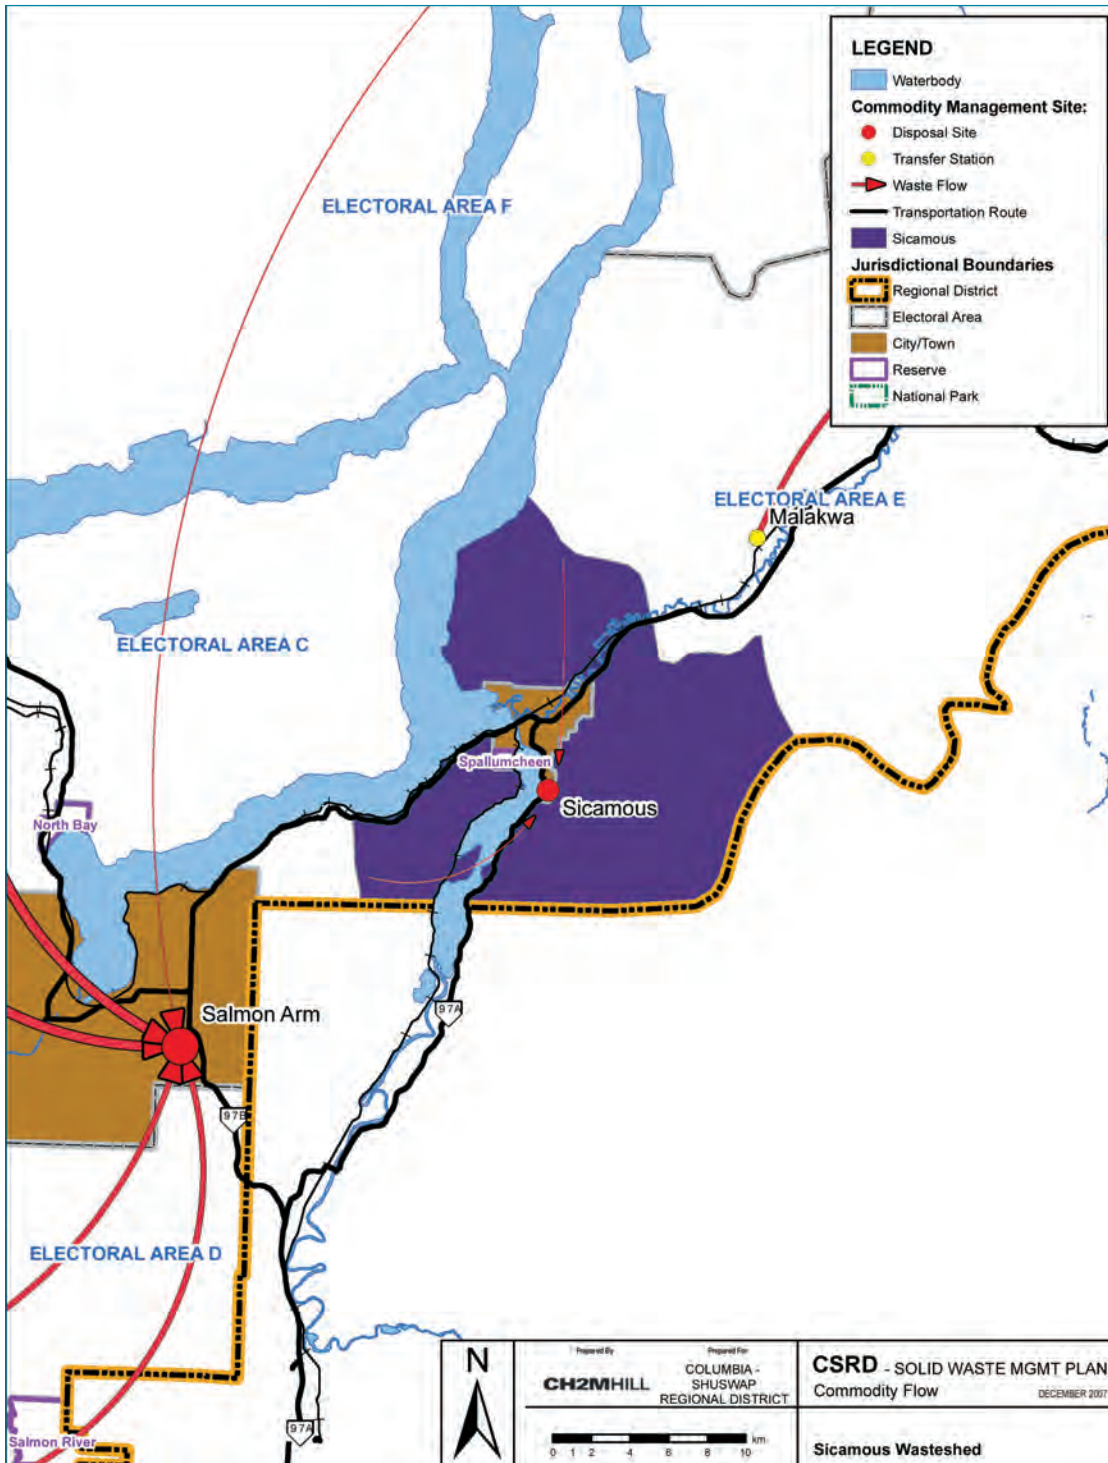 LEGEND
Waterbody
Commodity Management Site:
Disposal Site
Transfer Station
Waste Flow
Transportation Route
Sicamous
Jurisdictional Boundaries
Regional District
Electoral Area
City/Town
Reserve
National Park
ELECTORAL AREA F
ELECTORAL AREA E
Malakwa
ELECTORAL AREA C
Spallumcheen
Sicamous
North Bay
Salmon Arm
97A
97B
ELECTORAL AREA D
97A
Salmon River
N
Prepared By
CH2MHILL
Prepared For
COLUMBIA -
SHUSWAP
REGIONAL DISTRICT
0 1 2 4 6 8 10 km
CSRD - SOLID WASTE MGMT PLAN
Commodity Flow DECEMBER 2007
Sicamous Wasteshed